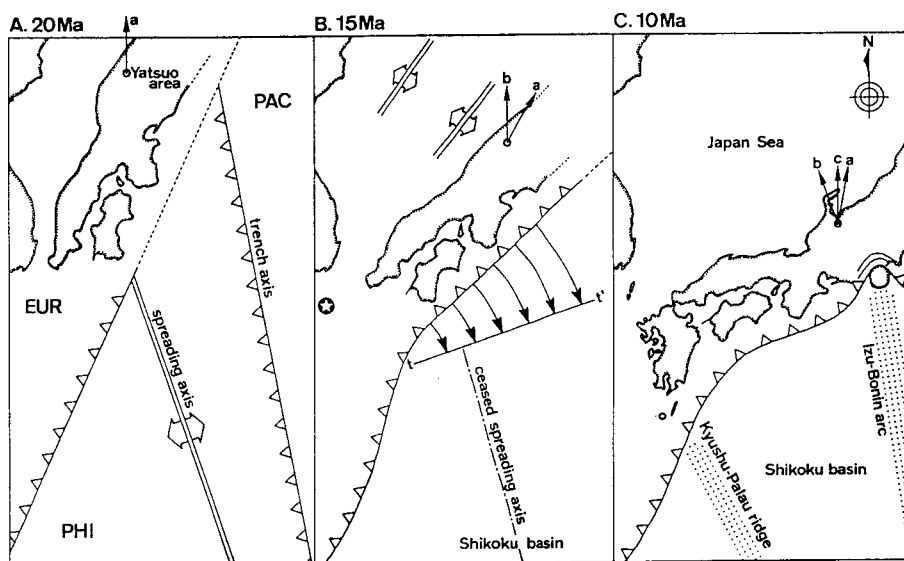 A. 20Ma
a
Yatsuo
area
PAC
trench axis
EUR
spreading axis
PHI
B. 15Ma
b
a
t'
t
ceased spreading axis
Shikoku basin
C. 10Ma
N
Japan Sea
b c a
Izu-Bonin arc
Kyushu-Palau ridge
Shikoku basin